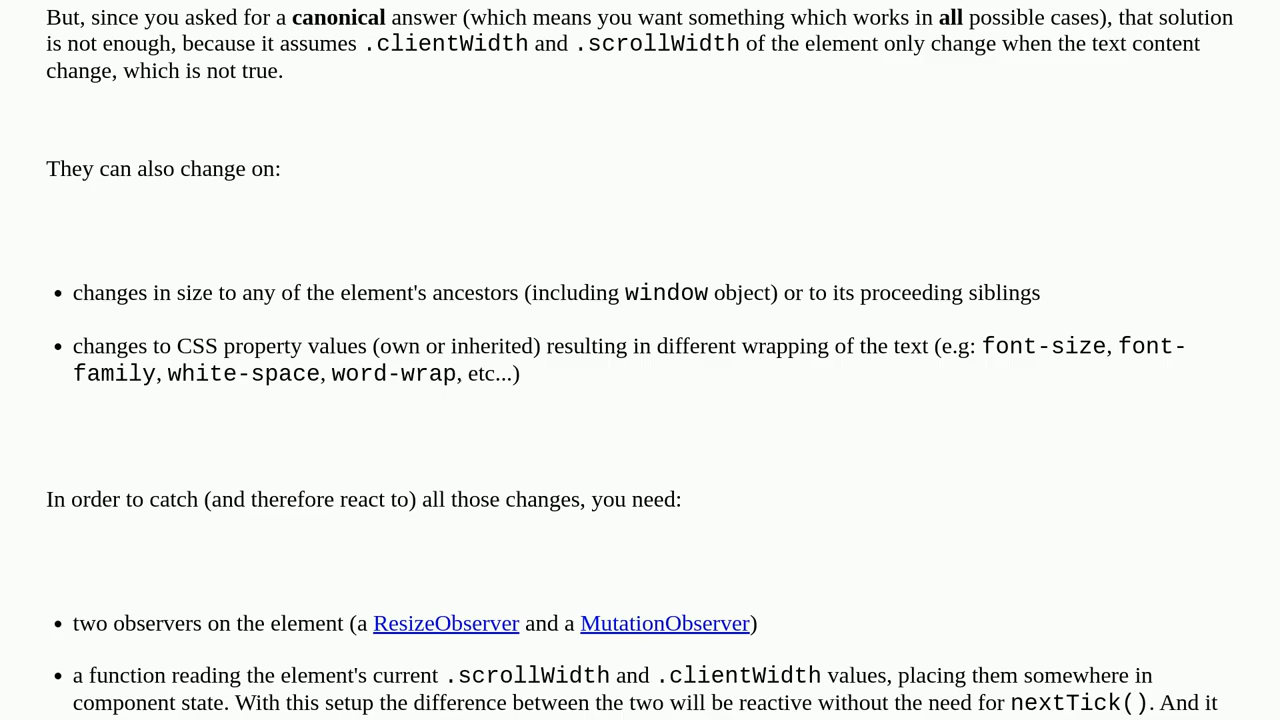 But, since you asked for a canonical answer (which means you want something which works in all possible cases), that solution
is not enough, because it assumes .clientWidth and .scrollWidth of the element only change when the text content
change, which is not true.
They can also change on:
• changes in size to any of the element's ancestors (including window object) or to its proceeding siblings
• changes to CSS property values (own or inherited) resulting in different wrapping of the text (e.g: font-size, font-
family, white-space, word-wrap, etc...)
In order to catch (and therefore react to) all those changes, you need:
• two observers on the element (a ResizeObserver and a MutationObserver)
• a function reading the element's current .scrollWidth and .clientWidth values, placing them somewhere in
component state. With this setup the difference between the two will be reactive without the need for nextTick(). And it